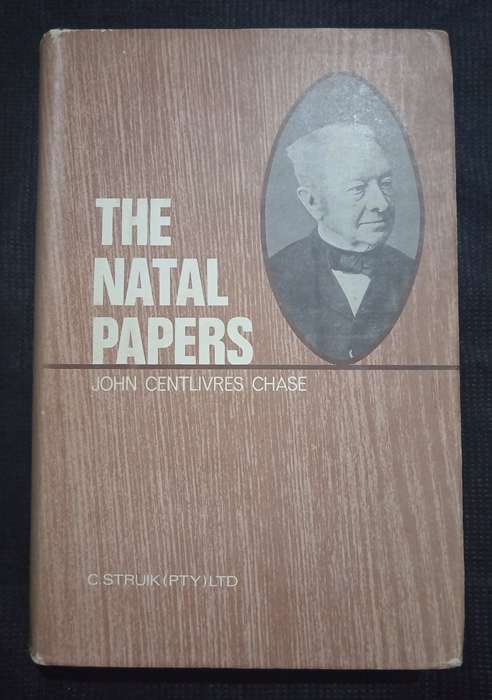 THE
NATAL
PAPERS
JOHN CENTLIVRES CHASE
C. STRUIK (PTY) LTD